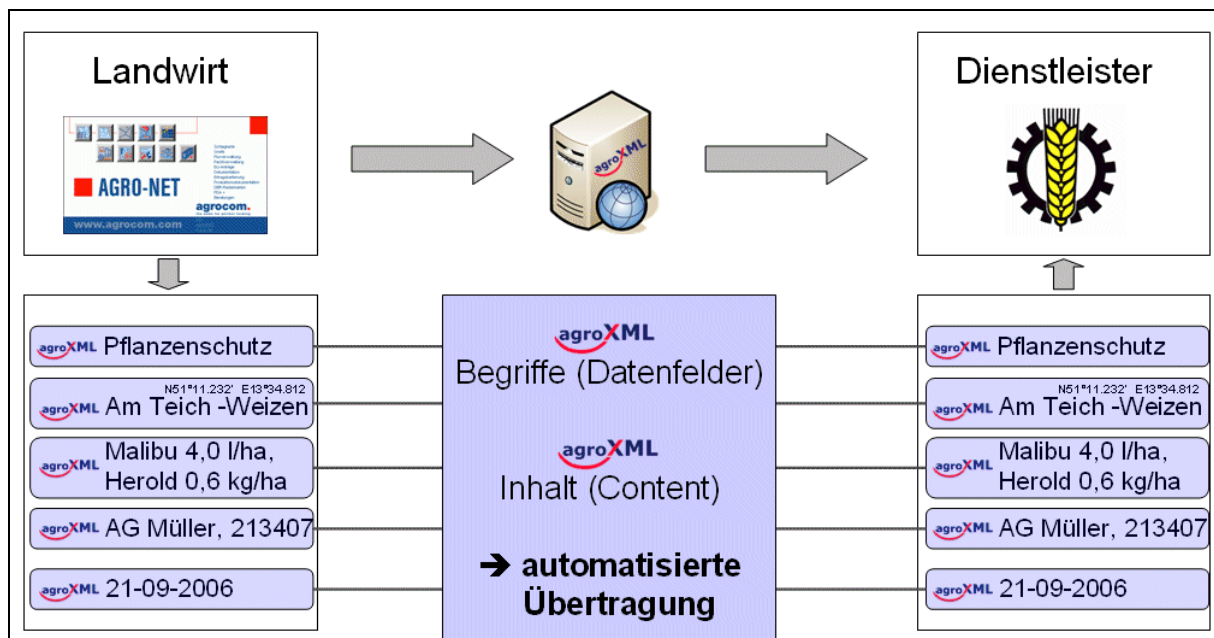 Landwirt
AGRO-NET
agrocom.
www.agrocom.com
agroXML
Dienstleister
agroXML Pflanzenschutz
N51°11.232' E13°34.812
agroXML Am Teich -Weizen
agroXML Malibu 4,0 l/ha,
Herold 0,6 kg/ha
agroXML AG Müller, 213407
agroXML 21-09-2006
agroXML
Begriffe (Datenfelder)
agroXML
Inhalt (Content)
➔ automatisierte
Übertragung
agroXML Pflanzenschutz
N51°11.232' E13°34.812
agroXML Am Teich -Weizen
agroXML Malibu 4,0 l/ha,
Herold 0,6 kg/ha
agroXML AG Müller, 213407
agroXML 21-09-2006